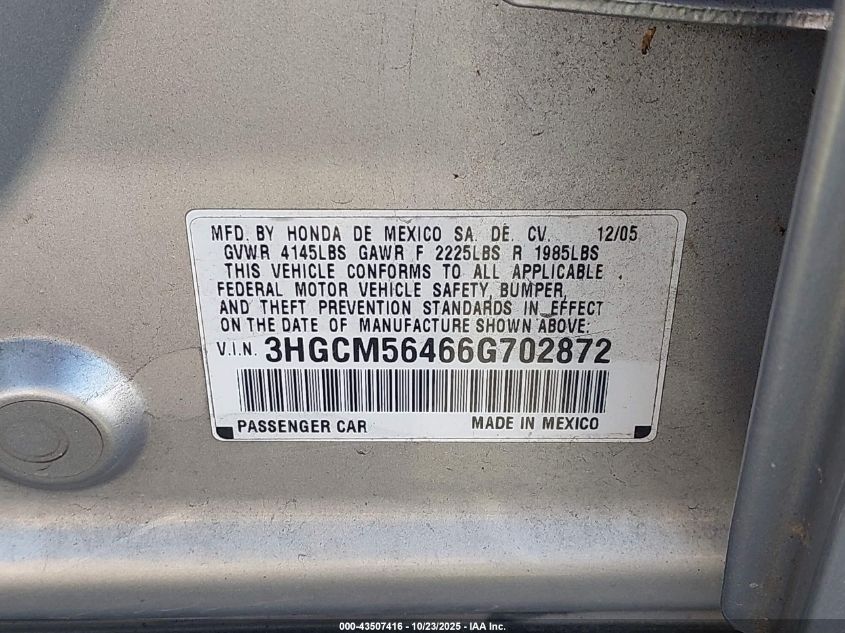 MFD. BY HONDA DE MEXICO SA. DE. CV. 12/05
GVWR 4145LBS GAWR F 2225LBS R 1985LBS
THIS VEHICLE CONFORMS TO ALL APPLICABLE
FEDERAL MOTOR VEHICLE SAFETY, BUMPER,
AND THEFT PREVENTION STANDARDS IN EFFECT
ON THE DATE OF MANUFACTURE SHOWN ABOVE:
V.I.N. 3HGCM56466G702872
PASSENGER CAR MADE IN MEXICO
000-43507416 - 10/23/2025 - IAA Inc.